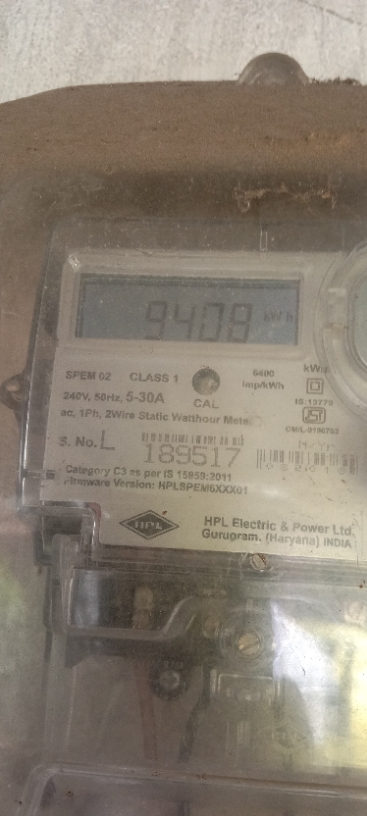 9408 kWh
SPEM 02 CLASS 1 6400 imp/kWh kWh
240V, 50Hz, 5-30A CAL IS:13779
ac, 1Ph, 2Wire Static Watthour Meter
S. No. L 189517
Category C3 as per IS 15959:2011
Firmware Version: HPLSPEM6XXX01
HPL HPL Electric & Power Ltd.
Gurugram. (Haryana) INDIA